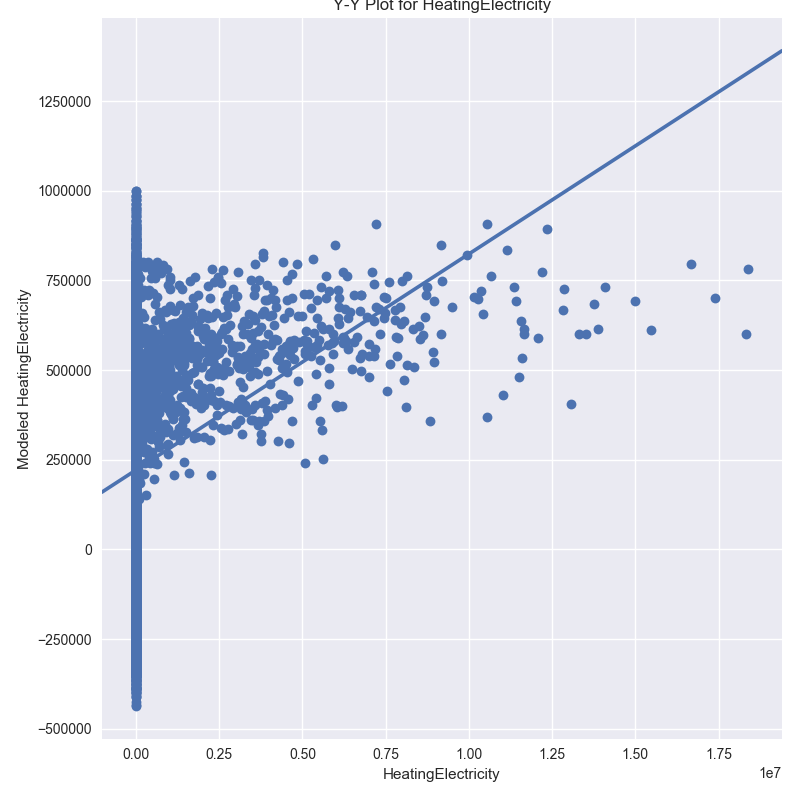 Y-Y Plot for HeatingElectricity
1250000
1000000
750000
500000
250000
0
−250000
−500000
Modeled HeatingElectricity
0.00 0.25 0.50 0.75 1.00 1.25 1.50 1.75
1e7
HeatingElectricity